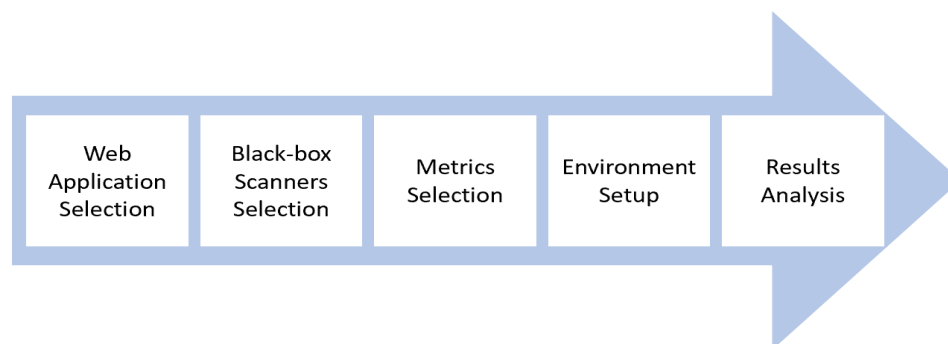 Web
Application
Selection
Black-box
Scanners
Selection
Metrics
Selection
Environment
Setup
Results
Analysis